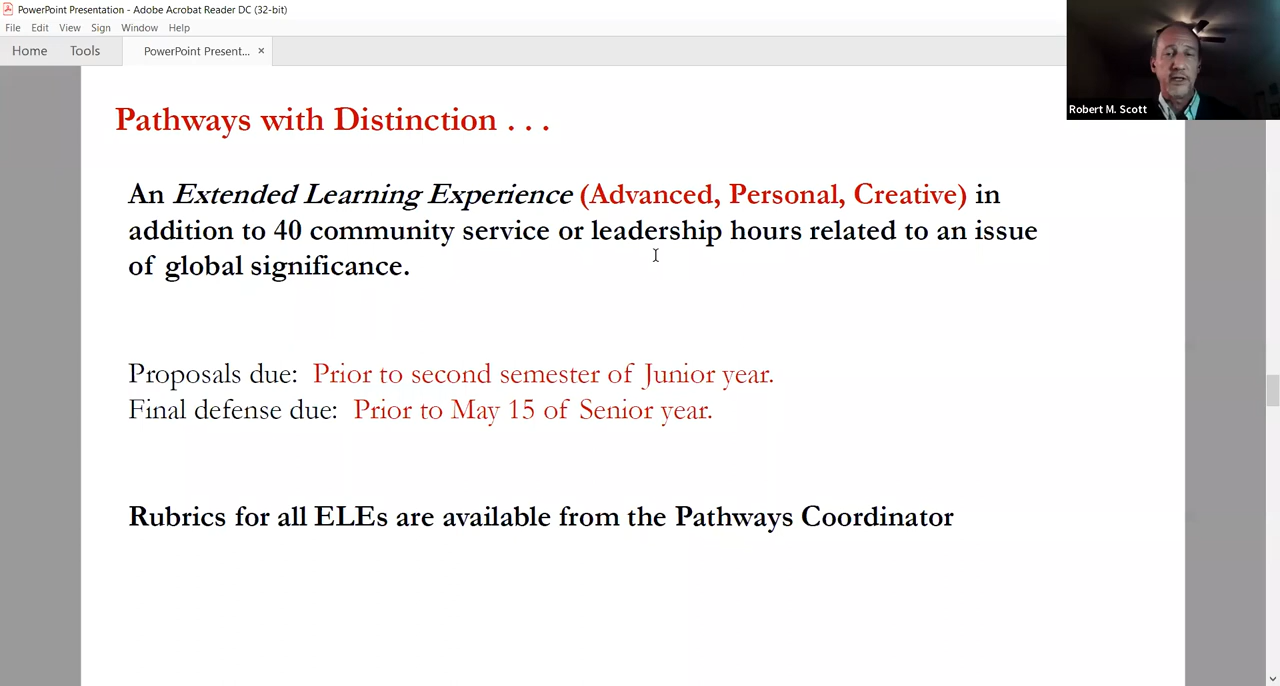 PowerPoint Presentation - Adobe Acrobat Reader DC (32-bit)
File Edit View Sign Window Help
Home Tools PowerPoint Present... ×
Robert M. Scott
Pathways with Distinction . . .
An Extended Learning Experience (Advanced, Personal, Creative) in
addition to 40 community service or leadership hours related to an issue
of global significance.
Proposals due: Prior to second semester of Junior year.
Final defense due: Prior to May 15 of Senior year.
Rubrics for all ELEs are available from the Pathways Coordinator